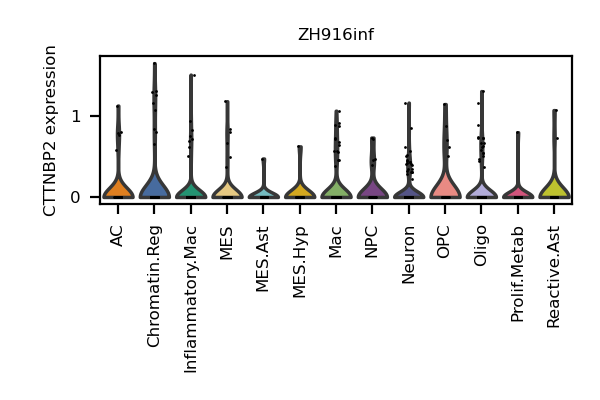 ZH916inf
CTTNBP2 expression
1
0
AC
Chromatin.Reg
Inflammatory.Mac
MES
MES.Ast
MES.Hyp
Mac
NPC
Neuron
OPC
Oligo
Prolif.Metab
Reactive.Ast